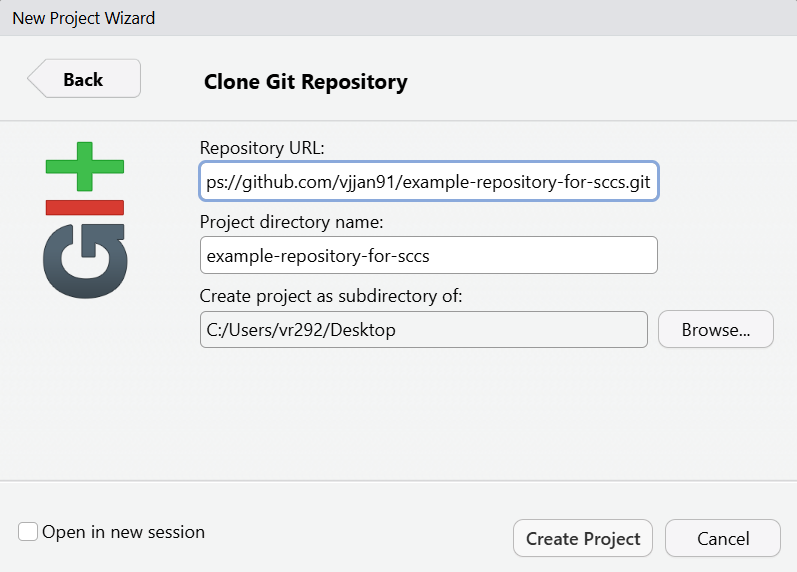 New Project Wizard
Back
Clone Git Repository
Repository URL:
ps://github.com/vjjan91/example-repository-for-sccs.git
Project directory name:
example-repository-for-sccs
Create project as subdirectory of:
C:/Users/vr292/Desktop
Browse...
Open in new session
Create Project
Cancel